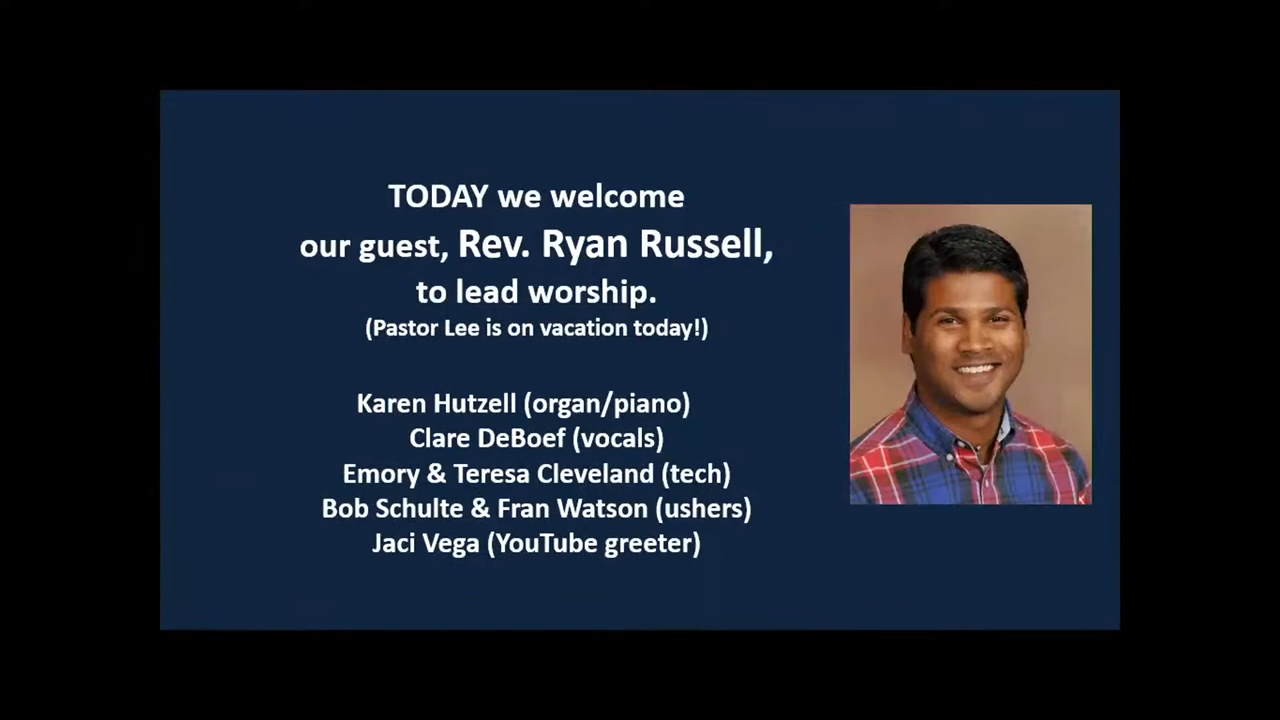 TODAY we welcome
our guest, Rev. Ryan Russell,
to lead worship.
(Pastor Lee is on vacation today!)
Karen Hutzell (organ/piano)
Clare DeBoef (vocals)
Emory & Teresa Cleveland (tech)
Bob Schulte & Fran Watson (ushers)
Jaci Vega (YouTube greeter)